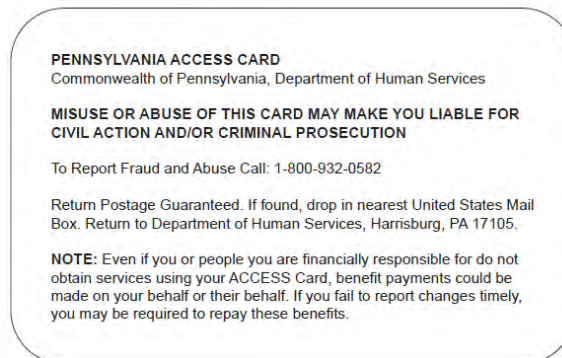 PENNSYLVANIA ACCESS CARD
Commonwealth of Pennsylvania, Department of Human Services
MISUSE OR ABUSE OF THIS CARD MAY MAKE YOU LIABLE FOR
CIVIL ACTION AND/OR CRIMINAL PROSECUTION
To Report Fraud and Abuse Call: 1-800-932-0582
Return Postage Guaranteed. If found, drop in nearest United States Mail
Box. Return to Department of Human Services, Harrisburg, PA 17105.
NOTE: Even if you or people you are financially responsible for do not
obtain services using your ACCESS Card, benefit payments could be
made on your behalf or their behalf. If you fail to report changes timely,
you may be required to repay these benefits.